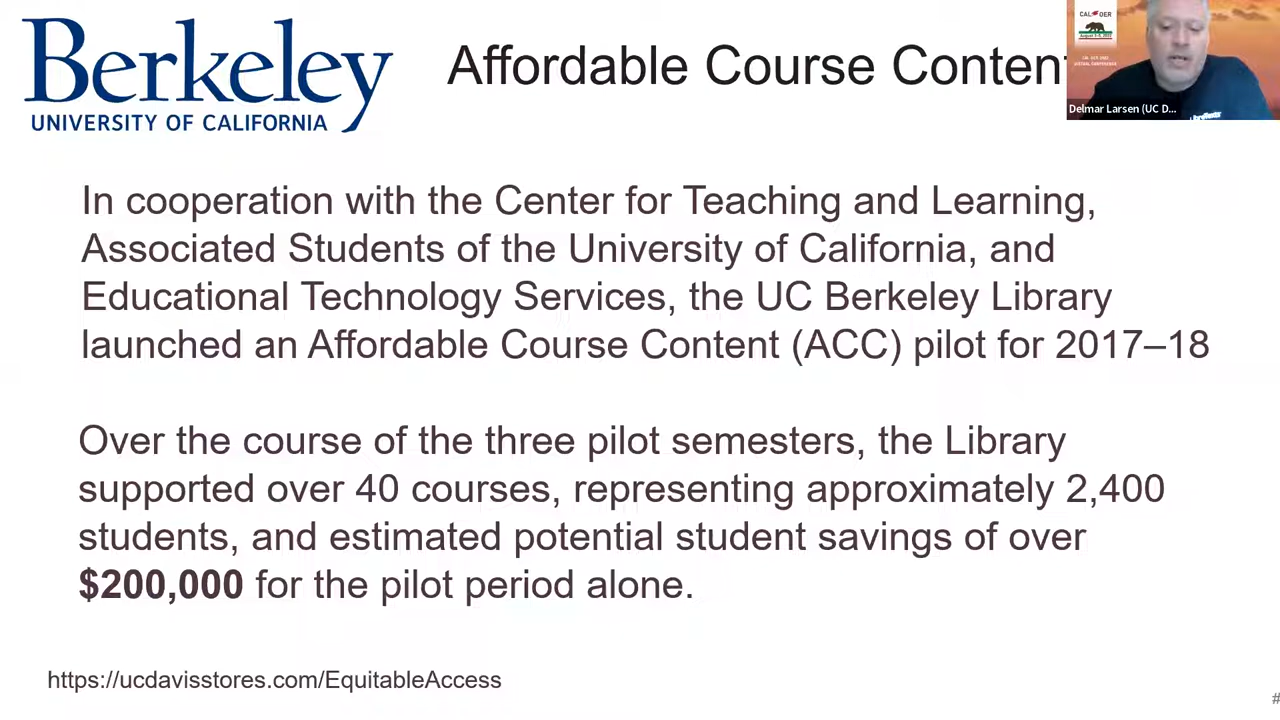 Berkeley
UNIVERSITY OF CALIFORNIA
Affordable Course Conten
CAL OER
Delmar Larsen (UC D...
In cooperation with the Center for Teaching and Learning,
Associated Students of the University of California, and
Educational Technology Services, the UC Berkeley Library
launched an Affordable Course Content (ACC) pilot for 2017–18
Over the course of the three pilot semesters, the Library
supported over 40 courses, representing approximately 2,400
students, and estimated potential student savings of over
$200,000 for the pilot period alone.
https://ucdavisstores.com/EquitableAccess
#